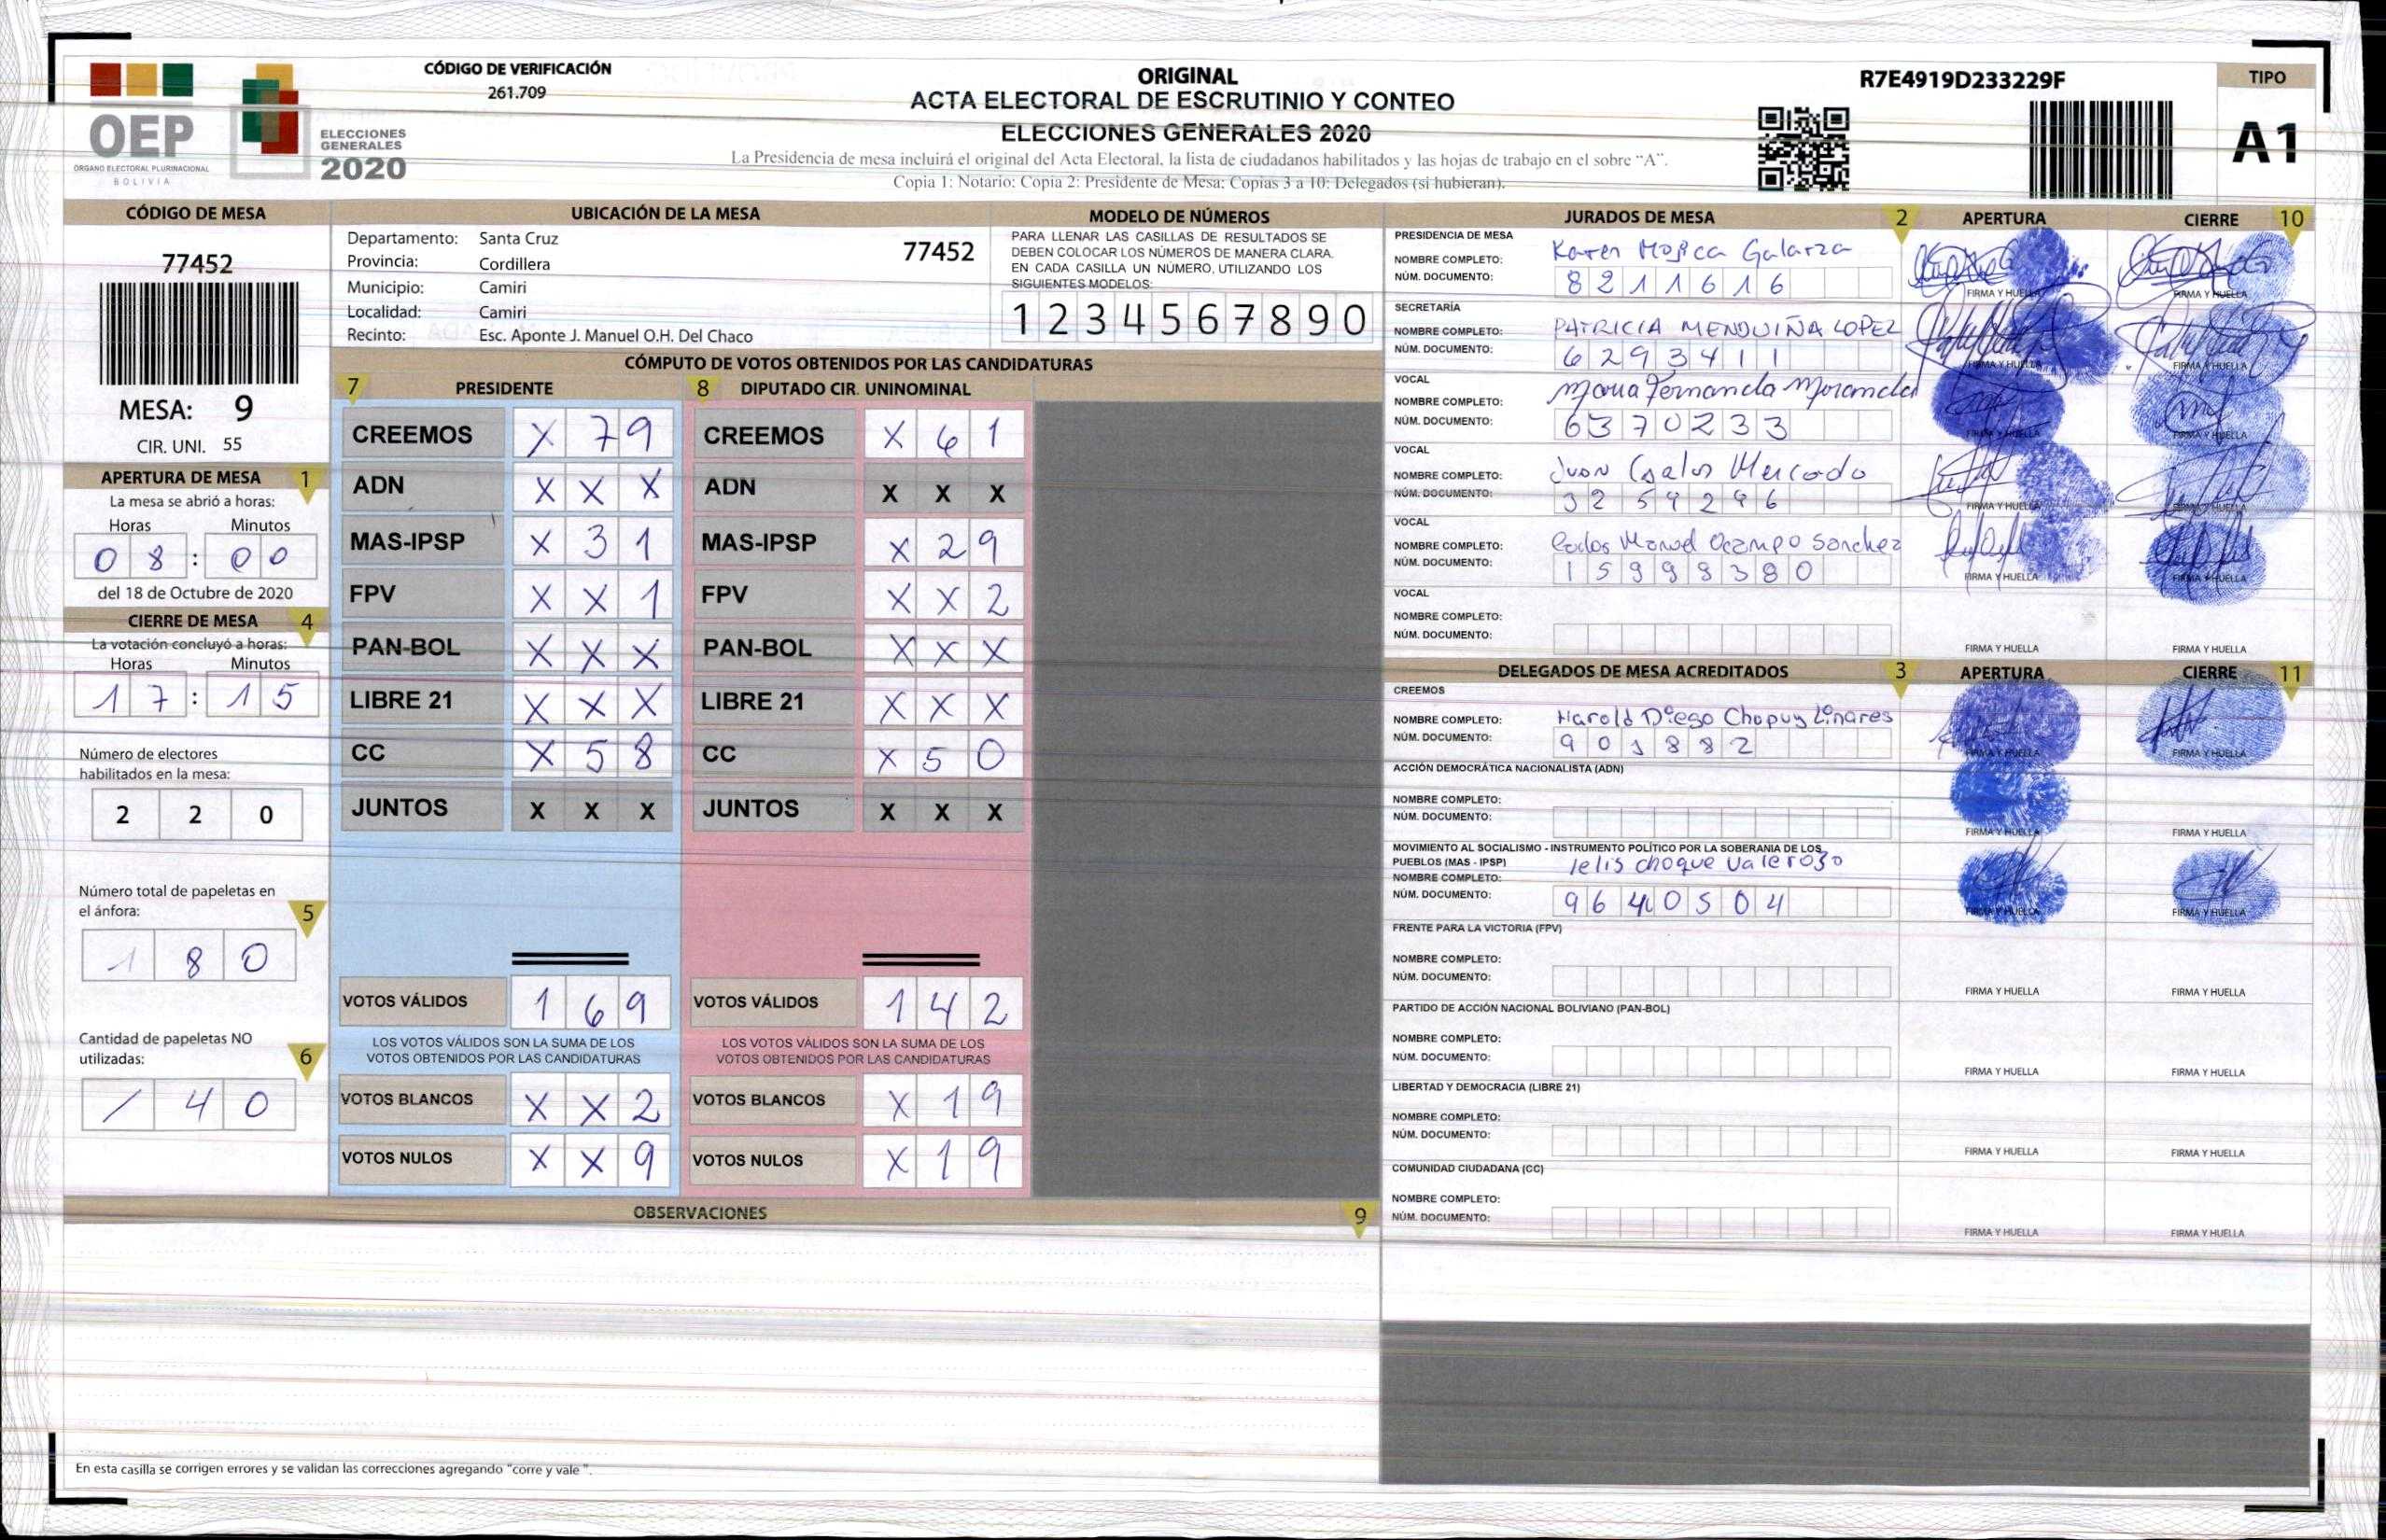 CÓDIGO DE VERIFICACIÓN
261.709
OEP
ÓRGANO ELECTORAL PLURINACIONAL
BOLIVIA
ELECCIONES
GENERALES
2020
ORIGINAL
ACTA ELECTORAL DE ESCRUTINIO Y CONTEO
ELECCIONES GENERALES 2020
La Presidencia de mesa incluirá el original del Acta Electoral, la lista de ciudadanos habilitados y las hojas de trabajo en el sobre “A”.
Copia 1: Notario: Copia 2: Presidente de Mesa: Copias 3 a 10: Delegados (si hubieran).
R7E4919D233229F
TIPO
A1
CÓDIGO DE MESA
77452
MESA: 9
CIR. UNI. 55
APERTURA DE MESA 1
La mesa se abrió a horas:
Horas Minutos
0 8 : 0 0
del 18 de Octubre de 2020
CIERRE DE MESA 4
La votación concluyó a horas:
Horas Minutos
1 7 : 1 5
Número de electores
habilitados en la mesa:
2 2 0
Número total de papeletas en
el ánfora: 5
1 8 0
Cantidad de papeletas NO
utilizadas: 6
/ 4 0
UBICACIÓN DE LA MESA
Departamento: Santa Cruz
77452
Provincia: Cordillera
Municipio: Camiri
Localidad: Camiri
Recinto: Esc. Aponte J. Manuel O.H. Del Chaco
MODELO DE NÚMEROS
PARA LLENAR LAS CASILLAS DE RESULTADOS SE
DEBEN COLOCAR LOS NÚMEROS DE MANERA CLARA.
EN CADA CASILLA UN NÚMERO, UTILIZANDO LOS
SIGUIENTES MODELOS:
1 2 3 4 5 6 7 8 9 0
CÓMPUTO DE VOTOS OBTENIDOS POR LAS CANDIDATURAS
7 PRESIDENTE 8 DIPUTADO CIR. UNINOMINAL
CREEMOS X 7 9 CREEMOS X 6 1
ADN X X X ADN X X X
MAS-IPSP X 3 1 MAS-IPSP X 2 9
FPV X X 1 FPV X X 2
PAN-BOL X X X PAN-BOL X X X
LIBRE 21 X X X LIBRE 21 X X X
CC X 5 8 CC X 5 0
JUNTOS X X X JUNTOS X X X
VOTOS VÁLIDOS 1 6 9 VOTOS VÁLIDOS 1 4 2
LOS VOTOS VÁLIDOS SON LA SUMA DE LOS LOS VOTOS VÁLIDOS SON LA SUMA DE LOS
VOTOS OBTENIDOS POR LAS CANDIDATURAS VOTOS OBTENIDOS POR LAS CANDIDATURAS
VOTOS BLANCOS X X 2 VOTOS BLANCOS X 1 9
VOTOS NULOS X X 9 VOTOS NULOS X 1 9
OBSERVACIONES 9
En esta casilla se corrigen errores y se validan las correcciones agregando "corre y vale ".
JURADOS DE MESA 2 APERTURA CIERRE 10
PRESIDENCIA DE MESA
NOMBRE COMPLETO: Karen Mojica Galarza
NÚM. DOCUMENTO: 8 2 1 1 6 1 6
FIRMA Y HUELLA FIRMA Y HUELLA
SECRETARÍA
NOMBRE COMPLETO: PATRICIA MENDUIÑA LOPEZ
NÚM. DOCUMENTO: 6 2 9 3 4 1 1
FIRMA Y HUELLA FIRMA Y HUELLA
VOCAL
NOMBRE COMPLETO: Maria Fernanda
NÚM. DOCUMENTO: 6 3 7 0 2 3 3
FIRMA Y HUELLA FIRMA Y HUELLA
VOCAL
NOMBRE COMPLETO: Juan Mercado
NÚM. DOCUMENTO: 3 2 5 9 2 9 6
FIRMA Y HUELLA FIRMA Y HUELLA
VOCAL
NOMBRE COMPLETO: Carlos Manuel Ocampo Sanchez
NÚM. DOCUMENTO: 1 5 9 9 8 3 8 0
FIRMA Y HUELLA FIRMA Y HUELLA
VOCAL
NOMBRE COMPLETO:
NÚM. DOCUMENTO:
FIRMA Y HUELLA FIRMA Y HUELLA
DELEGADOS DE MESA ACREDITADOS 3 APERTURA CIERRE 11
CREEMOS
NOMBRE COMPLETO: Harold Diego Chopuy Linares
NÚM. DOCUMENTO: 9 0 1 8 8 2
FIRMA Y HUELLA FIRMA Y HUELLA
ACCIÓN DEMOCRÁTICA NACIONALISTA (ADN)
NOMBRE COMPLETO:
NÚM. DOCUMENTO:
FIRMA Y HUELLA FIRMA Y HUELLA
MOVIMIENTO AL SOCIALISMO - INSTRUMENTO POLÍTICO POR LA SOBERANIA DE LOS
PUEBLOS (MAS - IPSP)
NOMBRE COMPLETO: Ielis choque valerozo
NÚM. DOCUMENTO: 9 6 4 0 5 0 4
FIRMA Y HUELLA FIRMA Y HUELLA
FRENTE PARA LA VICTORIA (FPV)
NOMBRE COMPLETO:
NÚM. DOCUMENTO:
FIRMA Y HUELLA FIRMA Y HUELLA
PARTIDO DE ACCIÓN NACIONAL BOLIVIANO (PAN-BOL)
NOMBRE COMPLETO:
NÚM. DOCUMENTO:
FIRMA Y HUELLA FIRMA Y HUELLA
LIBERTAD Y DEMOCRACIA (LIBRE 21)
NOMBRE COMPLETO:
NÚM. DOCUMENTO:
FIRMA Y HUELLA FIRMA Y HUELLA
COMUNIDAD CIUDADANA (CC)
NOMBRE COMPLETO:
NÚM. DOCUMENTO:
FIRMA Y HUELLA FIRMA Y HUELLA